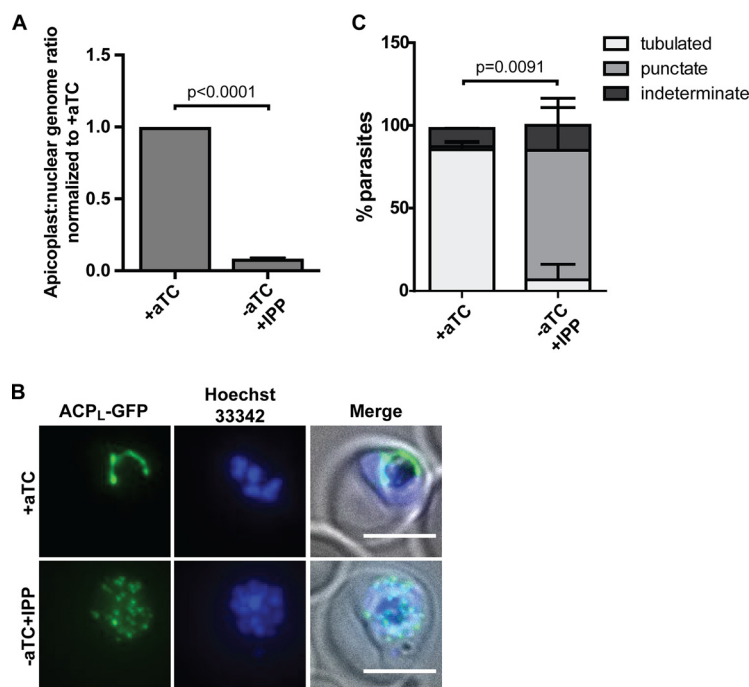 A
Apicoplast:nuclear genome ratio
normalized to +aTC
1.5
1.0
0.5
0.0
p<0.0001
+aTC
-aTC
+IPP
C
% parasites
150
100
50
0
p=0.0091
+aTC
-aTC
+IPP
tubulated
punctate
indeterminate
B
ACPL-GFP
Hoechst
33342
Merge
+aTC
-aTC+IPP